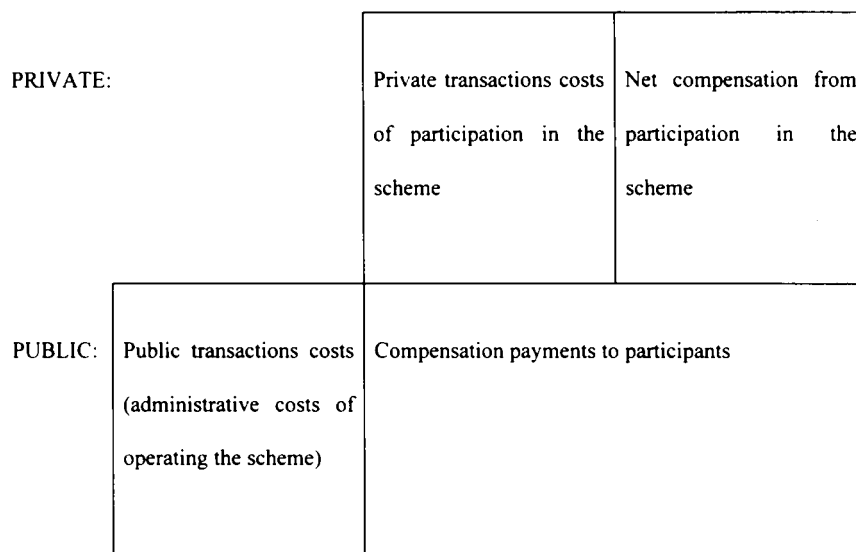 PRIVATE:
Private transactions costs
of participation in the
scheme
Net compensation from
participation in the
scheme
PUBLIC:
Public transactions costs
(administrative costs of
operating the scheme)
Compensation payments to participants